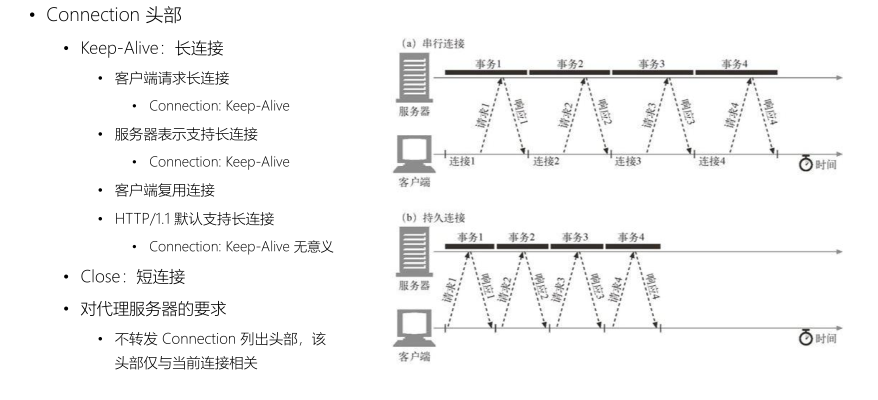 • Connection 头部
• Keep-Alive：长连接
• 客户端请求长连接
• Connection: Keep-Alive
• 服务器表示支持长连接
• Connection: Keep-Alive
• 客户端复用连接
• HTTP/1.1 默认支持长连接
• Connection: Keep-Alive 无意义
• Close：短连接
• 对代理服务器的要求
• 不转发 Connection 列出头部，该
头部仅与当前连接相关
（a）串行连接
事务1 事务2 事务3 事务4
服务器
请求1 响应1 请求2 响应2 请求3 响应3 请求4 响应4
连接1 连接2 连接3 连接4 时间
客户端
（b）持久连接
事务1 事务2 事务3 事务4
服务器
请求1 响应1 请求2 响应2 请求3 响应3 请求4 响应4
时间
客户端